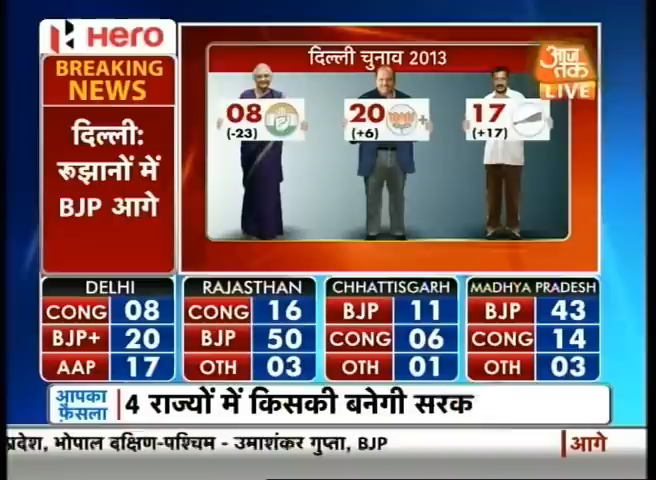 HERO
BREAKING
NEWS
दिल्ली:
रूझानों में
BJP आगे
दिल्ली चुनाव 2013
आज
तक
LIVE
08
(-23)
20
+
(+6)
17
(+17)
DELHI
CONG 08
BJP+ 20
AAP 17
RAJASTHAN
CONG 16
BJP 50
OTH 03
CHHATTISGARH
BJP 11
CONG 06
OTH 01
MADHYA PRADESH
BJP 43
CONG 14
OTH 03
आपका
फ़ैसला
4 राज्यों में किसकी बनेगी सरक
प्रदेश, भोपाल दक्षिण-पश्चिम - उमाशंकर गुप्ता, BJP
आगे